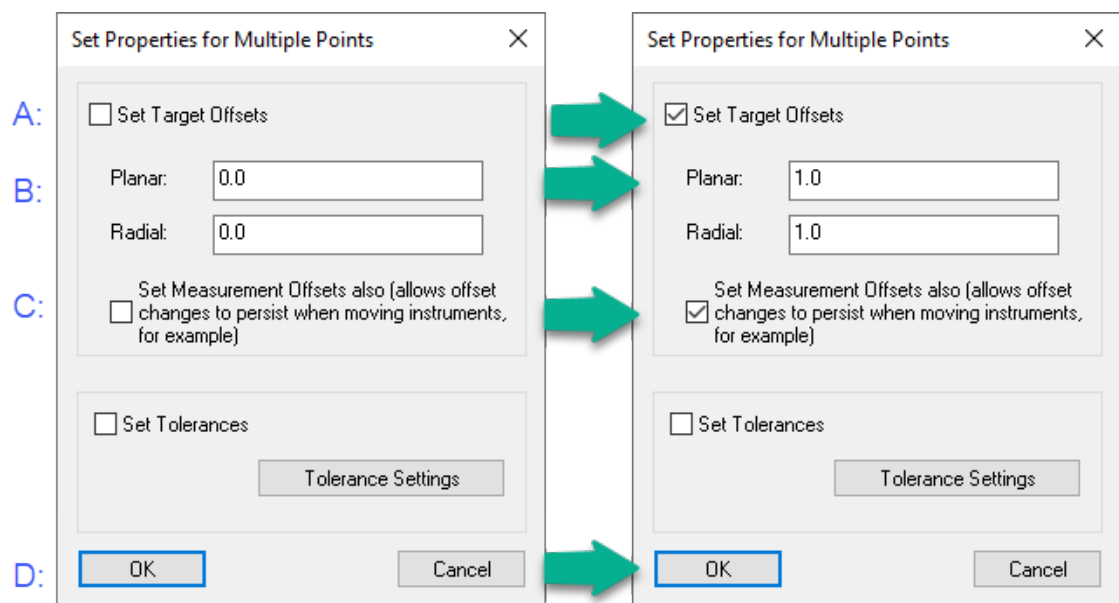 Set Properties for Multiple Points
A:
Set Target Offsets
B:
Planar:
0.0
Radial:
0.0
C:
Set Measurement Offsets also (allows offset
changes to persist when moving instruments,
for example)
Set Tolerances
Tolerance Settings
D:
OK
Cancel
Set Properties for Multiple Points
Set Target Offsets
Planar:
1.0
Radial:
1.0
Set Measurement Offsets also (allows offset
changes to persist when moving instruments,
for example)
Set Tolerances
Tolerance Settings
OK
Cancel